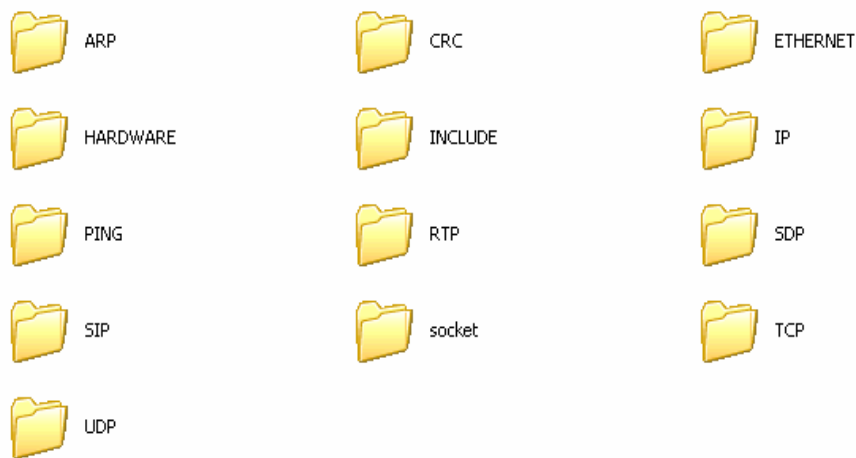 ARP
CRC
ETHERNET
HARDWARE
INCLUDE
IP
PING
RTP
SDP
SIP
socket
TCP
UDP